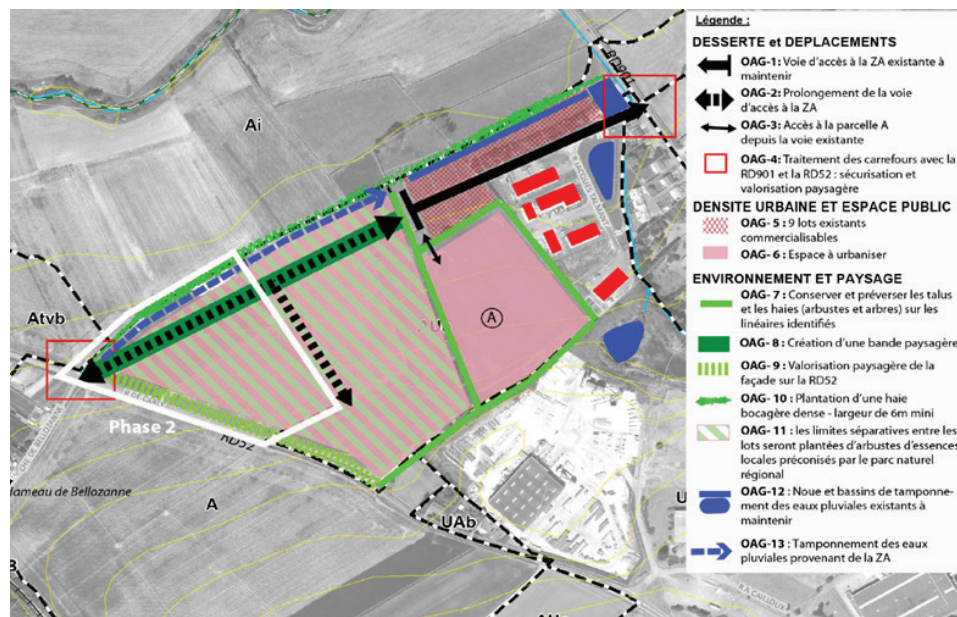 Légende :
DESSERTE et DEPLACEMENTS
OAG-1: Voie d'accès à la ZA existante à
maintenir
OAG-2: Prolongement de la voie
d'accès à la ZA
OAG-3: Accès à la parcelle A
depuis la voie existante
OAG-4: Traitement des carrefours avec la
RD901 et la RD52 : sécurisation et
valorisation paysagère
DENSITE URBAINE ET ESPACE PUBLIC
OAG- 5 : 9 lots existants
commercialisables
OAG- 6 : Espace à urbaniser
ENVIRONNEMENT ET PAYSAGE
OAG- 7 : Conserver et préverser les talus
et les haies (arbustes et arbres) sur les
linéaires identifiés
OAG- 8 : Création d'une bande paysagère
OAG- 9 : Valorisation paysagère de la
façade sur la RD52
OAG- 10 : Plantation d'une haie
bocagère dense - largeur de 6m mini
OAG- 11 : les limites séparatives entre les
lots seront plantées d'arbustes d'essences
locales préconisés par le parc naturel
régional
OAG-12 : Noue et bassins de tamponne-
ment des eaux pluviales existants à
maintenir
OAG-13 : Tamponnement des eaux
pluviales provenant de la ZA
RD901
Ai
Atvb
A
Phase 2
RD52
Hameau de Bellozanne
A
UAb
R A CAILLOUX